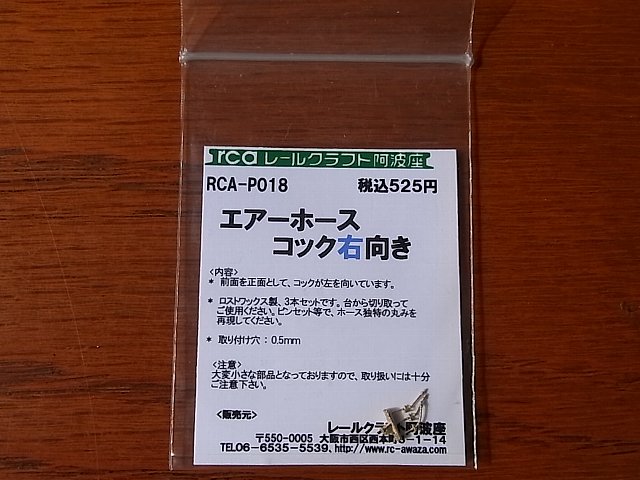 rca レールクラフト阿波座
RCA-P018 税込525円
エアーホース
コック右向き
<内容>
* 前面を正面として、コックが左を向いています。
* ロストワックス製、3本セットです。台から切り取って
ご使用ください。ピンセット等で、ホース独特の丸みを
再現してください。
* 取り付け穴：0.5mm
<注意>
大変小さな部品となっておりますので、取り扱いには十分
ご注意下さい。
<販売元>
レールクラフト阿波座
〒550-0005 大阪市西区西本町3-1-14
TEL06-6535-5539、http://www.rc-awaza.com